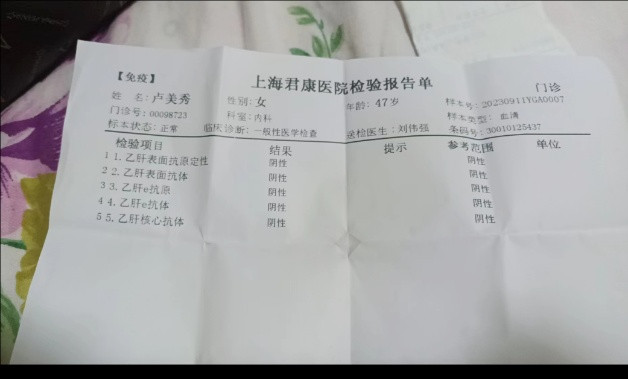 上海君康医院检验报告单
【免疫】 门诊
姓 名:卢美秀 性别:女 年龄:47岁 样本号:20230911YGA0007
门诊号:00098723 科室:内科 样本类型: 血清
标本状态:正常 临床诊断:一般性医学检查 送检医生:刘伟强 条码号:30010125437
检验项目 结果 提示 参考范围 单位
1 1.乙肝表面抗原定性 阴性 阴性
2 2.乙肝表面抗体 阴性 阴性
3 3.乙肝e抗原 阴性 阴性
4 4.乙肝e抗体 阴性 阴性
5 5.乙肝核心抗体 阴性 阴性